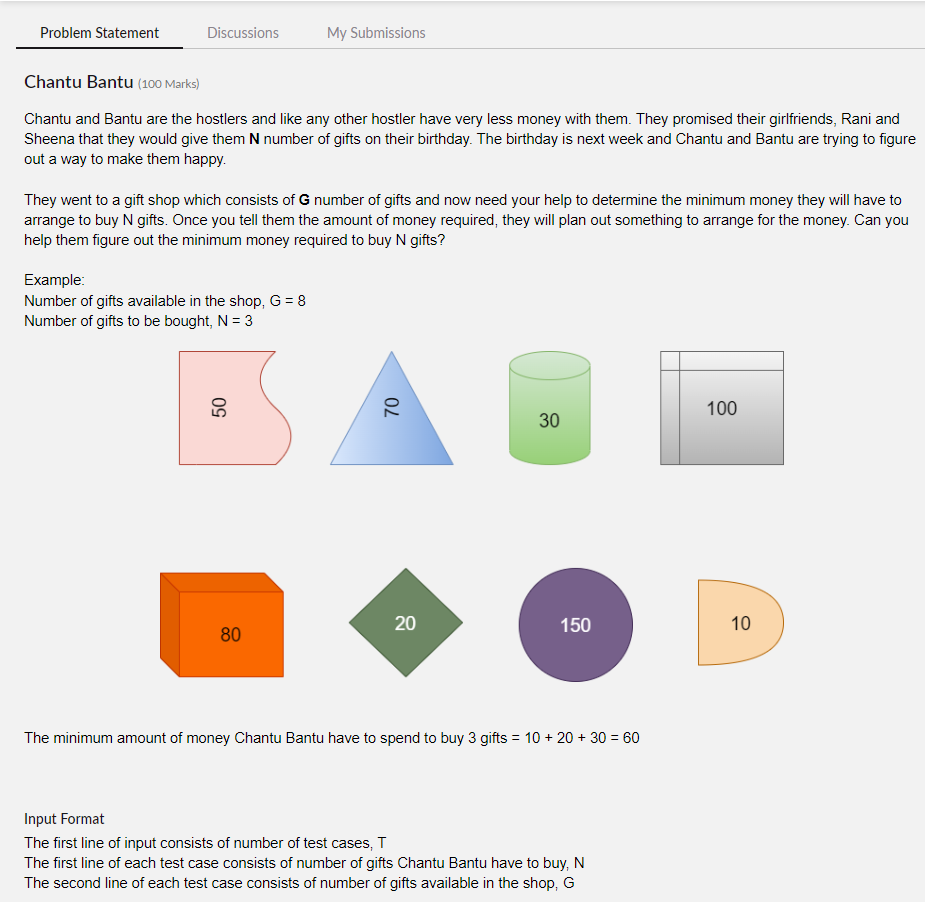 Problem Statement Discussions My Submissions
Chantu Bantu (100 Marks)
Chantu and Bantu are the hostlers and like any other hostler have very less money with them. They promised their girlfriends, Rani and
Sheena that they would give them N number of gifts on their birthday. The birthday is next week and Chantu and Bantu are trying to figure
out a way to make them happy.
They went to a gift shop which consists of G number of gifts and now need your help to determine the minimum money they will have to
arrange to buy N gifts. Once you tell them the amount of money required, they will plan out something to arrange for the money. Can you
help them figure out the minimum money required to buy N gifts?
Example:
Number of gifts available in the shop, G = 8
Number of gifts to be bought, N = 3
50 70 30 100
80 20 150 10
The minimum amount of money Chantu Bantu have to spend to buy 3 gifts = 10 + 20 + 30 = 60
Input Format
The first line of input consists of number of test cases, T
The first line of each test case consists of number of gifts Chantu Bantu have to buy, N
The second line of each test case consists of number of gifts available in the shop, G